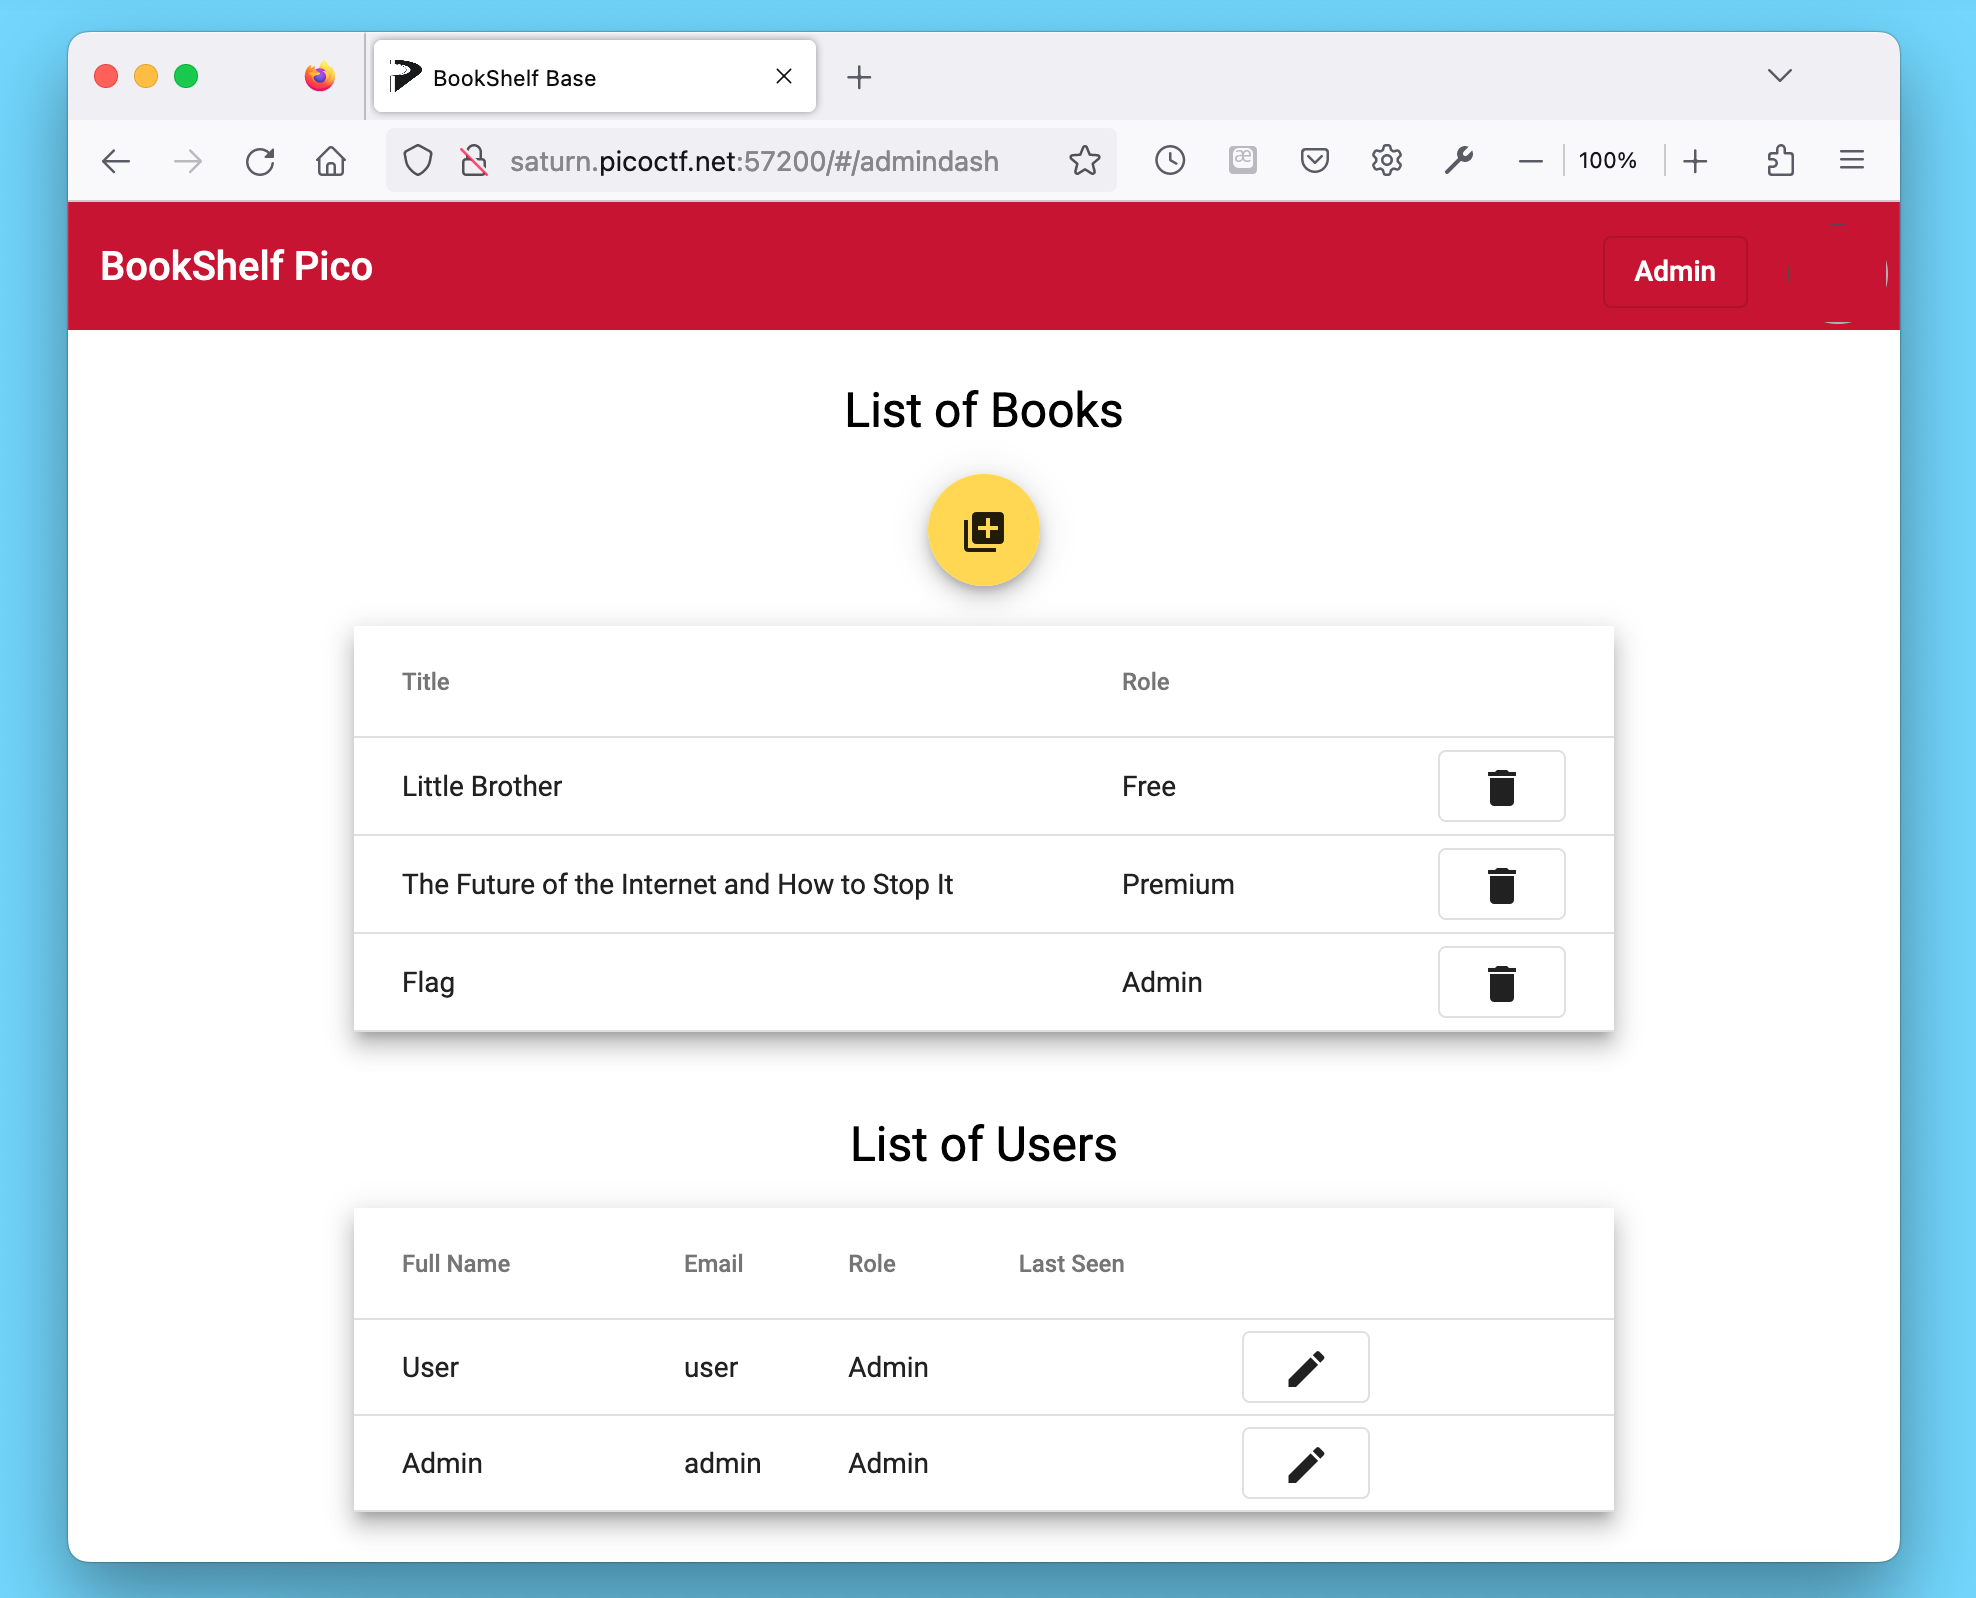 BookShelf Base
saturn.picoctf.net:57200/#/admindash
100%
BookShelf Pico
Admin
List of Books
Title Role
Little Brother Free
The Future of the Internet and How to Stop It Premium
Flag Admin
List of Users
Full Name Email Role Last Seen
User user Admin
Admin admin Admin